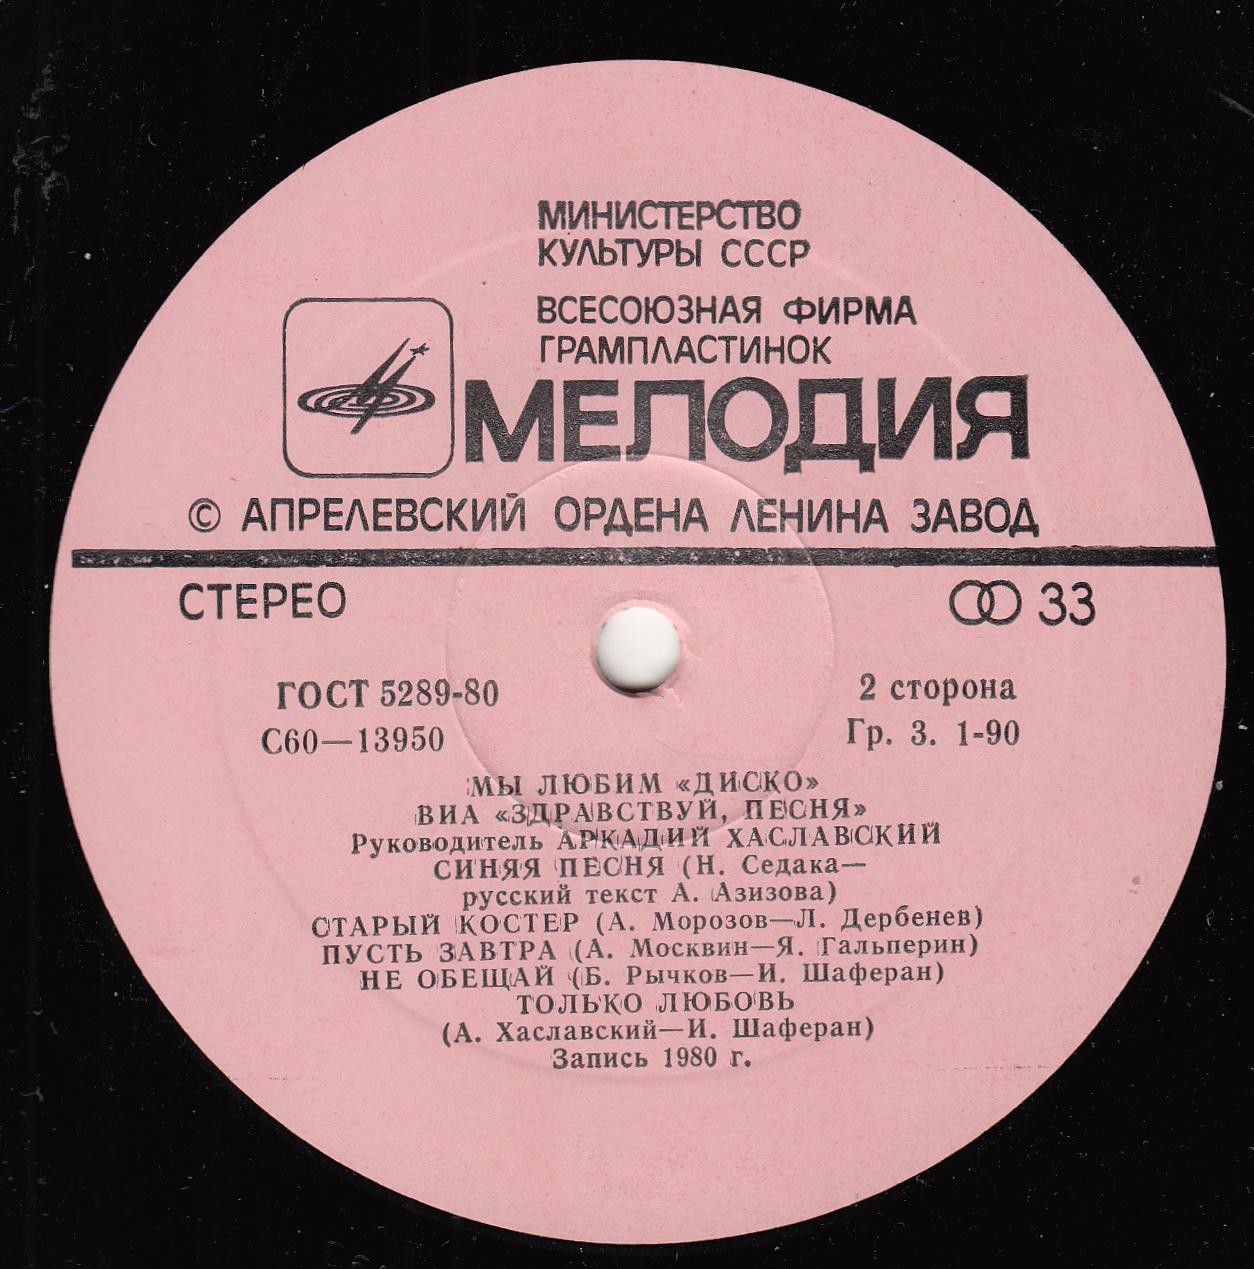 МИНИСТЕРСТВО
КУЛЬТУРЫ СССР
ВСЕСОЮЗНАЯ ФИРМА
ГРАМПЛАСТИНОК
МЕЛОДИЯ
© АПРЕЛЕВСКИЙ ОРДЕНА ЛЕНИНА ЗАВОД
СТЕРЕО
33
ГОСТ 5289-80
2 сторона
С60—13950
Гр. 3. 1-90
МЫ ЛЮБИМ «ДИСКО»
ВИА «ЗДРАВСТВУЙ, ПЕСНЯ»
Руководитель АРКАДИЙ ХАСЛАВСКИЙ
СИНЯЯ ПЕСНЯ (Н. Седака—
русский текст А. Азизова)
СТАРЫЙ КОСТЕР (А. Морозов—Л. Дербенев)
ПУСТЬ ЗАВТРА (А. Москвин—Я. Гальперин)
НЕ ОБЕЩАЙ (Б. Рычков—И. Шаферан)
ТОЛЬКО ЛЮБОВЬ
(А. Хаславский—И. Шаферан)
Запись 1980 г.